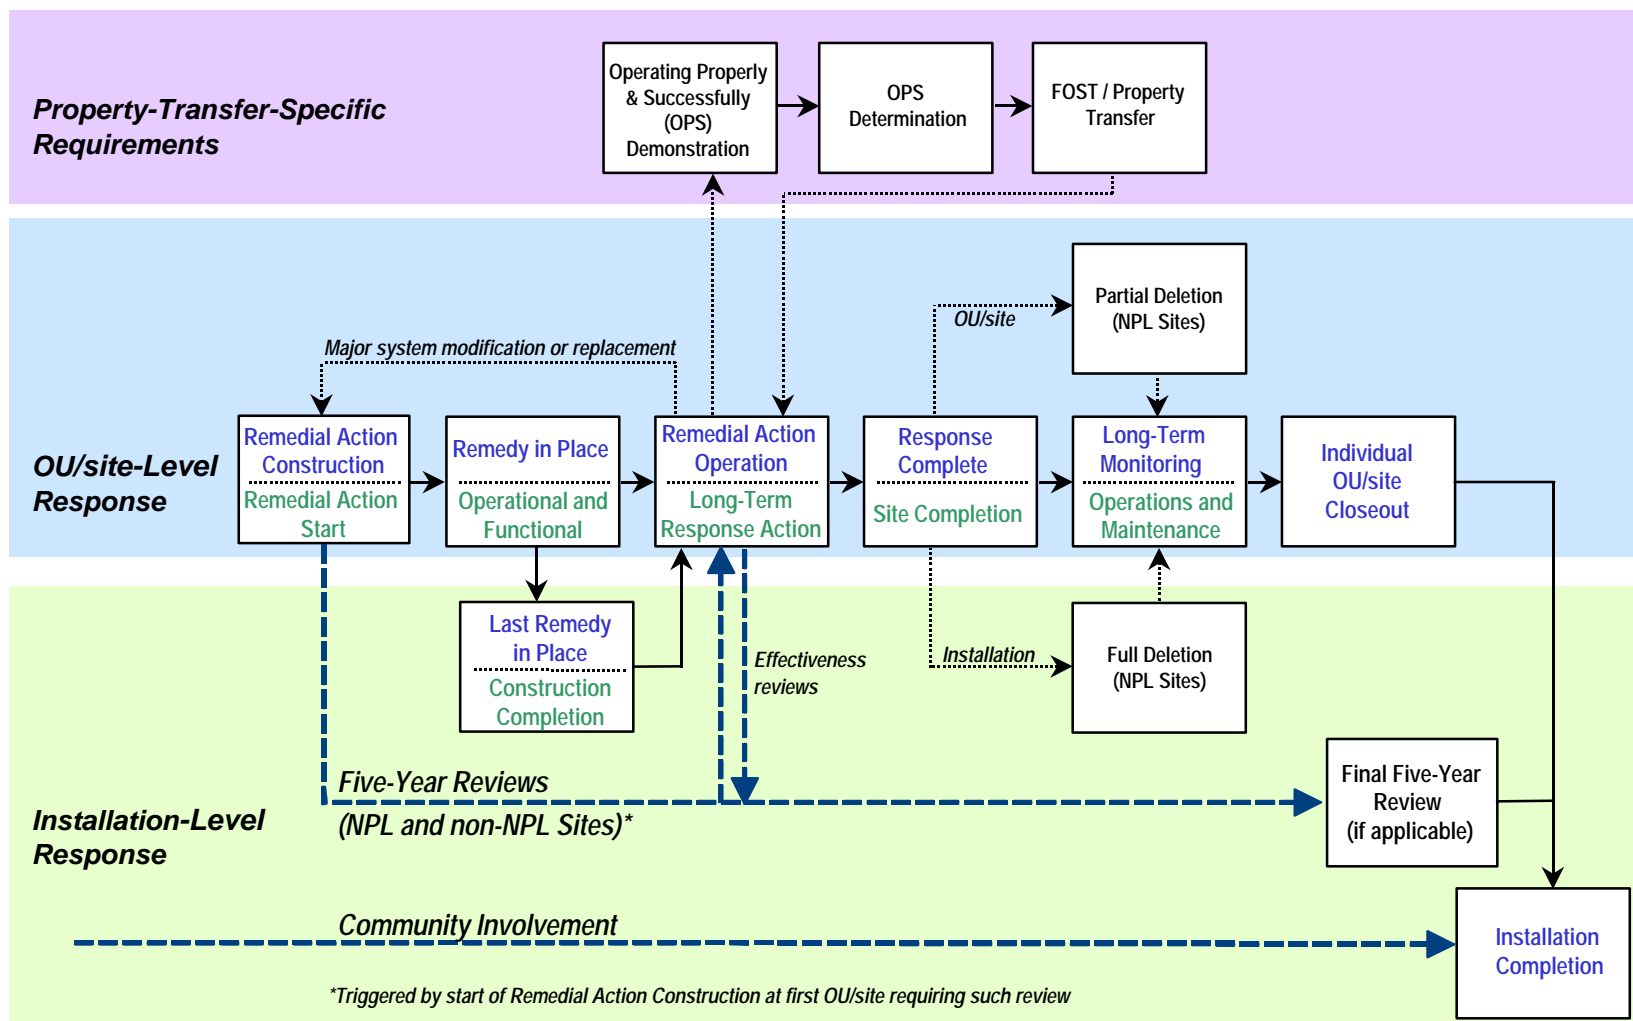 Property-Transfer-Specific
Requirements
Operating Properly
& Successfully
(OPS)
Demonstration
OPS
Determination
FOST / Property
Transfer
OU/site-Level
Response
Major system modification or replacement
OU/site
Partial Deletion
(NPL Sites)
Remedial Action
Construction
Remedial Action
Start
Remedy in Place
Operational and
Functional
Remedial Action
Operation
Long-Term
Response Action
Response
Complete
Site Completion
Long-Term
Monitoring
Operations and
Maintenance
Individual
OU/site
Closeout
Installation-Level
Response
Last Remedy
in Place
Construction
Completion
Effectiveness
reviews
Installation
Full Deletion
(NPL Sites)
Five-Year Reviews
(NPL and non-NPL Sites)*
Final Five-Year
Review
(if applicable)
Community Involvement
Installation
Completion
*Triggered by start of Remedial Action Construction at first OU/site requiring such review